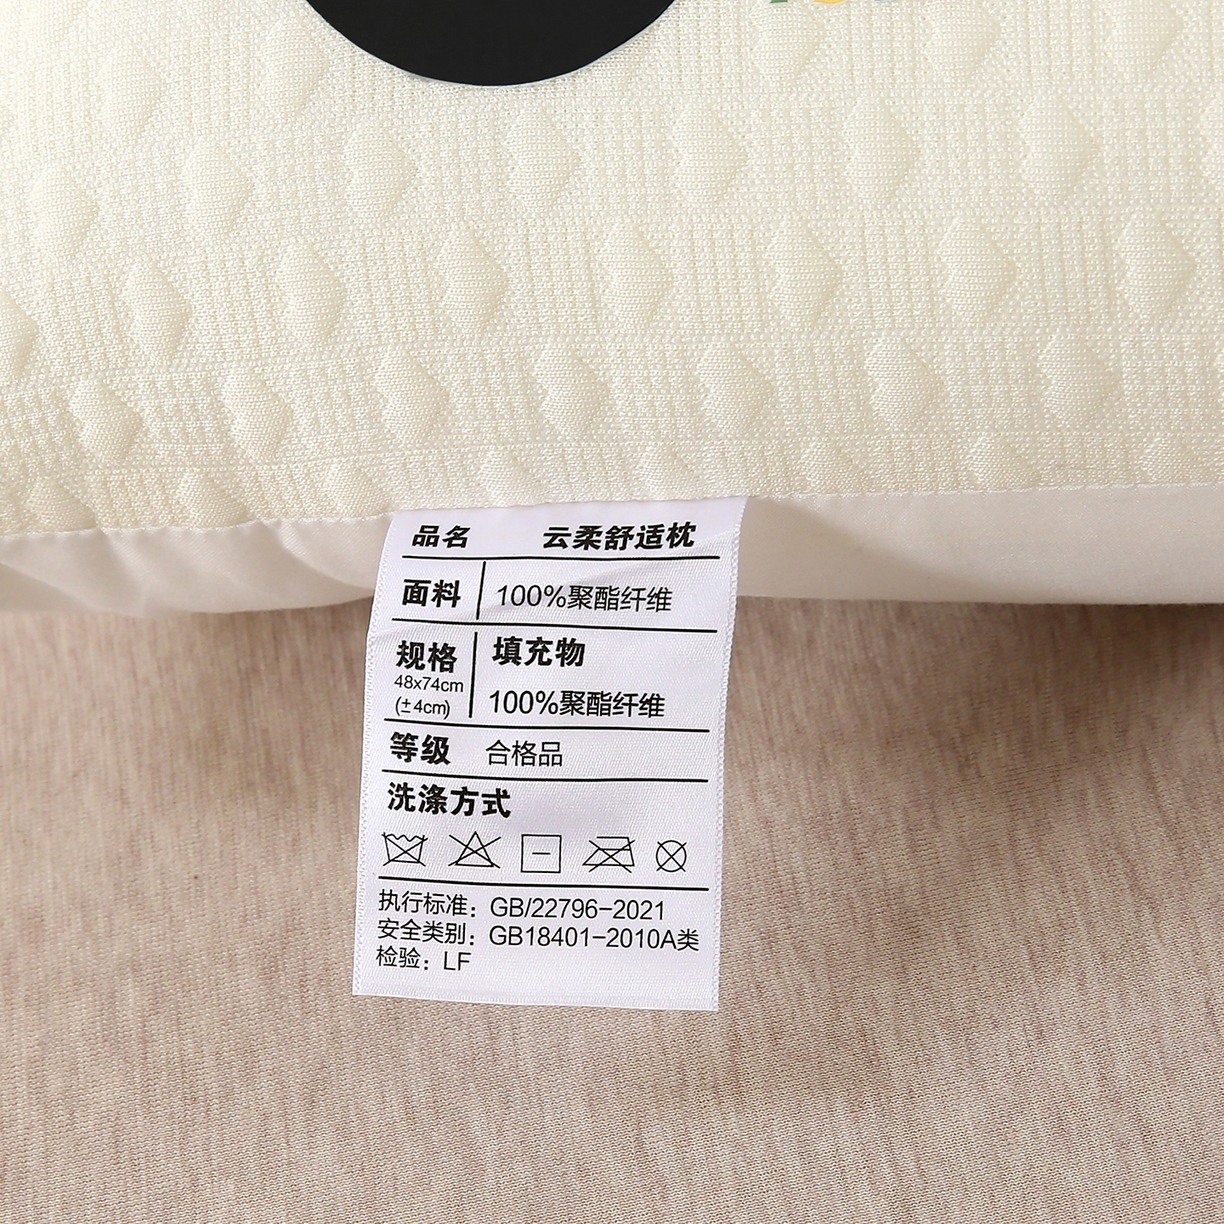 品名 云柔舒适枕
面料 100%聚酯纤维
规格 填充物
48x74cm
(±4cm) 100%聚酯纤维
等级 合格品
洗涤方式
执行标准：GB/22796-2021
安全类别：GB18401-2010A类
检验：LF